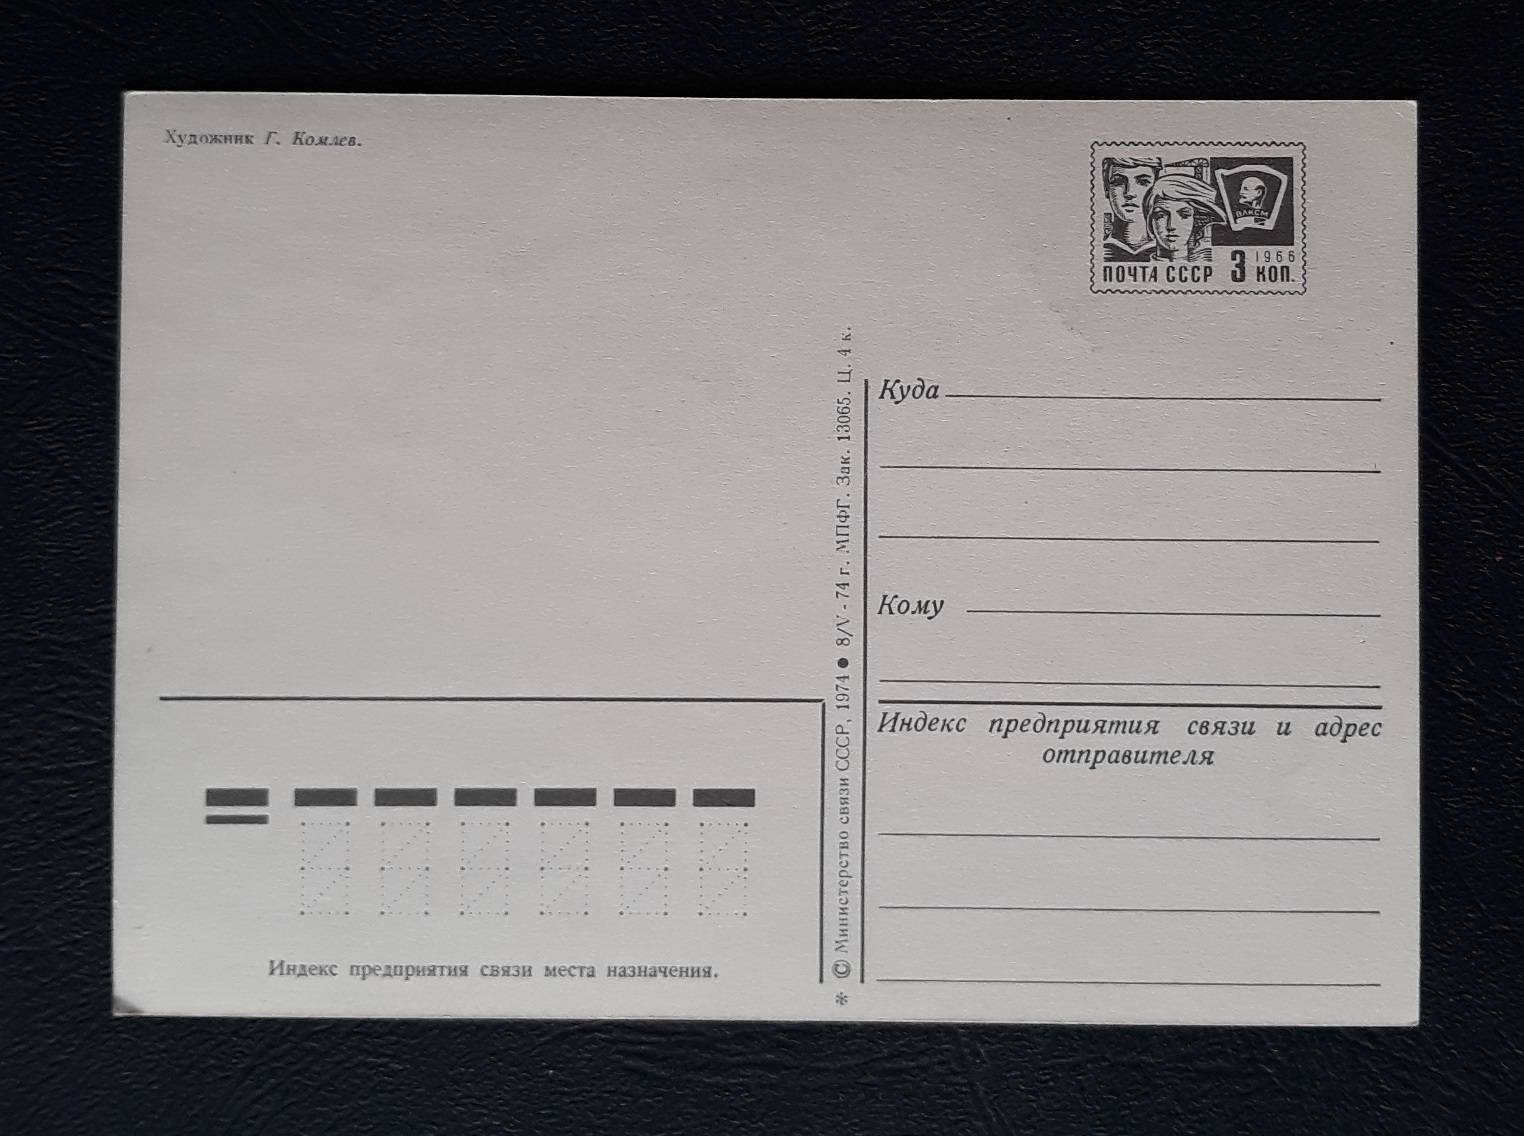 Художник Г. Комлев.
ВЛКСМ
1966
ПОЧТА СССР 3 КОП.
Куда
Кому
Индекс предприятия связи и адрес
отправителя
* © Министерство связи СССР, 1974 ● 8/V - 74 г. МПФГ. Зак. 13065. Ц. 4 к.
Индекс предприятия связи места назначения.